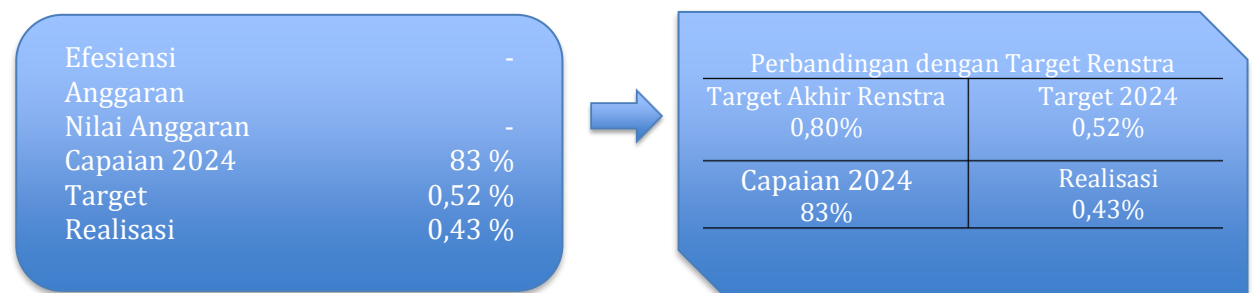 Efesiensi -
Anggaran
Nilai Anggaran -
Capaian 2024 83 %
Target 0,52 %
Realisasi 0,43 %
Perbandingan dengan Target Renstra
Target Akhir Renstra Target 2024
0,80% 0,52%
Capaian 2024 Realisasi
83% 0,43%